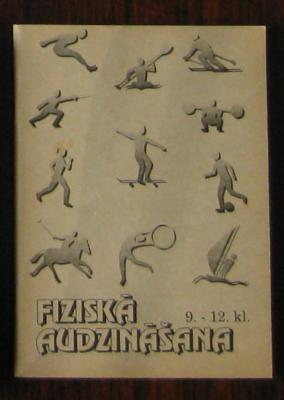 FIZISKĀ
AUDZINĀŠANA
9. - 12. kl.